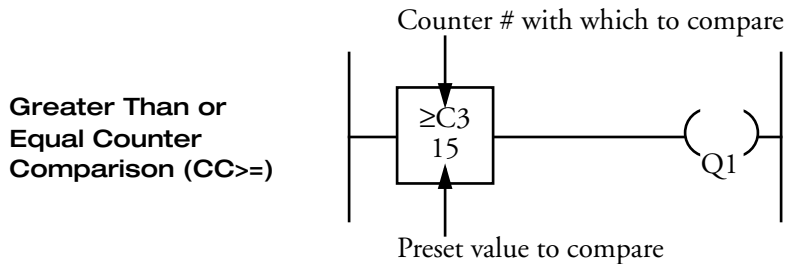 Counter # with which to compare
Greater Than or
Equal Counter
Comparison (CC>=)
≥C3
15
Q1
Preset value to compare